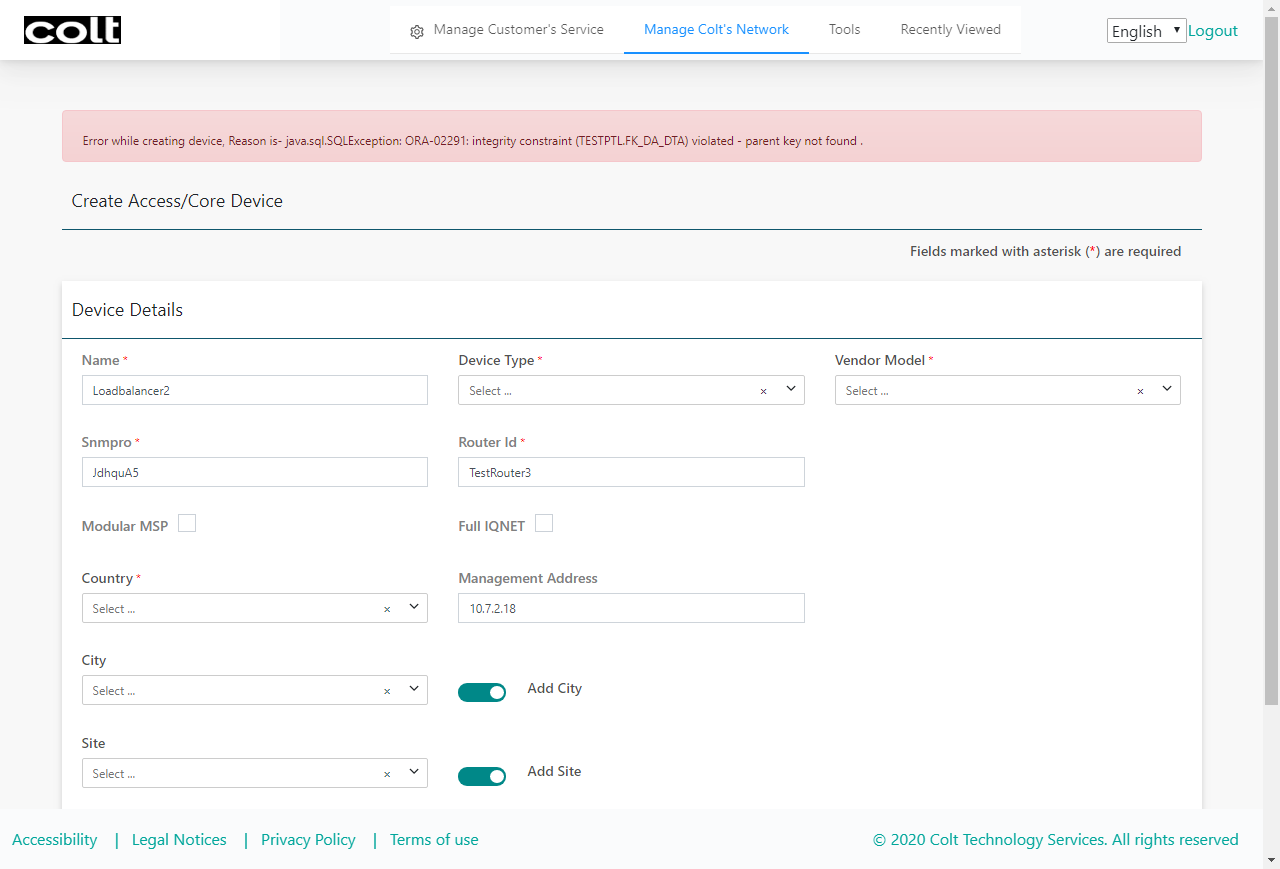 colt
Manage Customer's Service
Manage Colt's Network
Tools
Recently Viewed
English
Logout
Error while creating device, Reason is- java.sql.SQLException: ORA-02291: integrity constraint (TESTPTL.FK_DA_DTA) violated - parent key not found .
Create Access/Core Device
Fields marked with asterisk (*) are required
Device Details
Name *
Device Type *
Vendor Model *
Loadbalancer2
Select ... ×
Select ... ×
Snmpro *
Router Id *
JdhquA5
TestRouter3
Modular MSP
Full IQNET
Country *
Management Address
Select ... ×
10.7.2.18
City
Select ... ×
Add City
Site
Select ... ×
Add Site
Accessibility | Legal Notices | Privacy Policy | Terms of use
© 2020 Colt Technology Services. All rights reserved